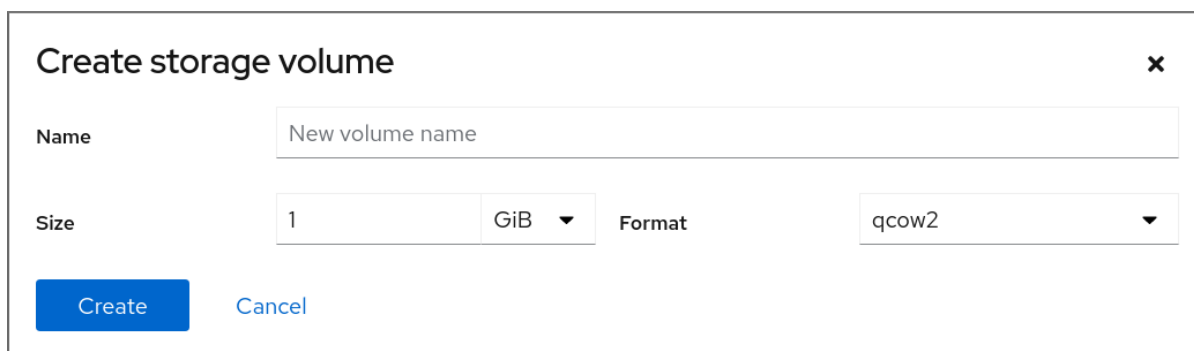 Create storage volume
Name New volume name
Size 1 GiB Format qcow2
Create Cancel